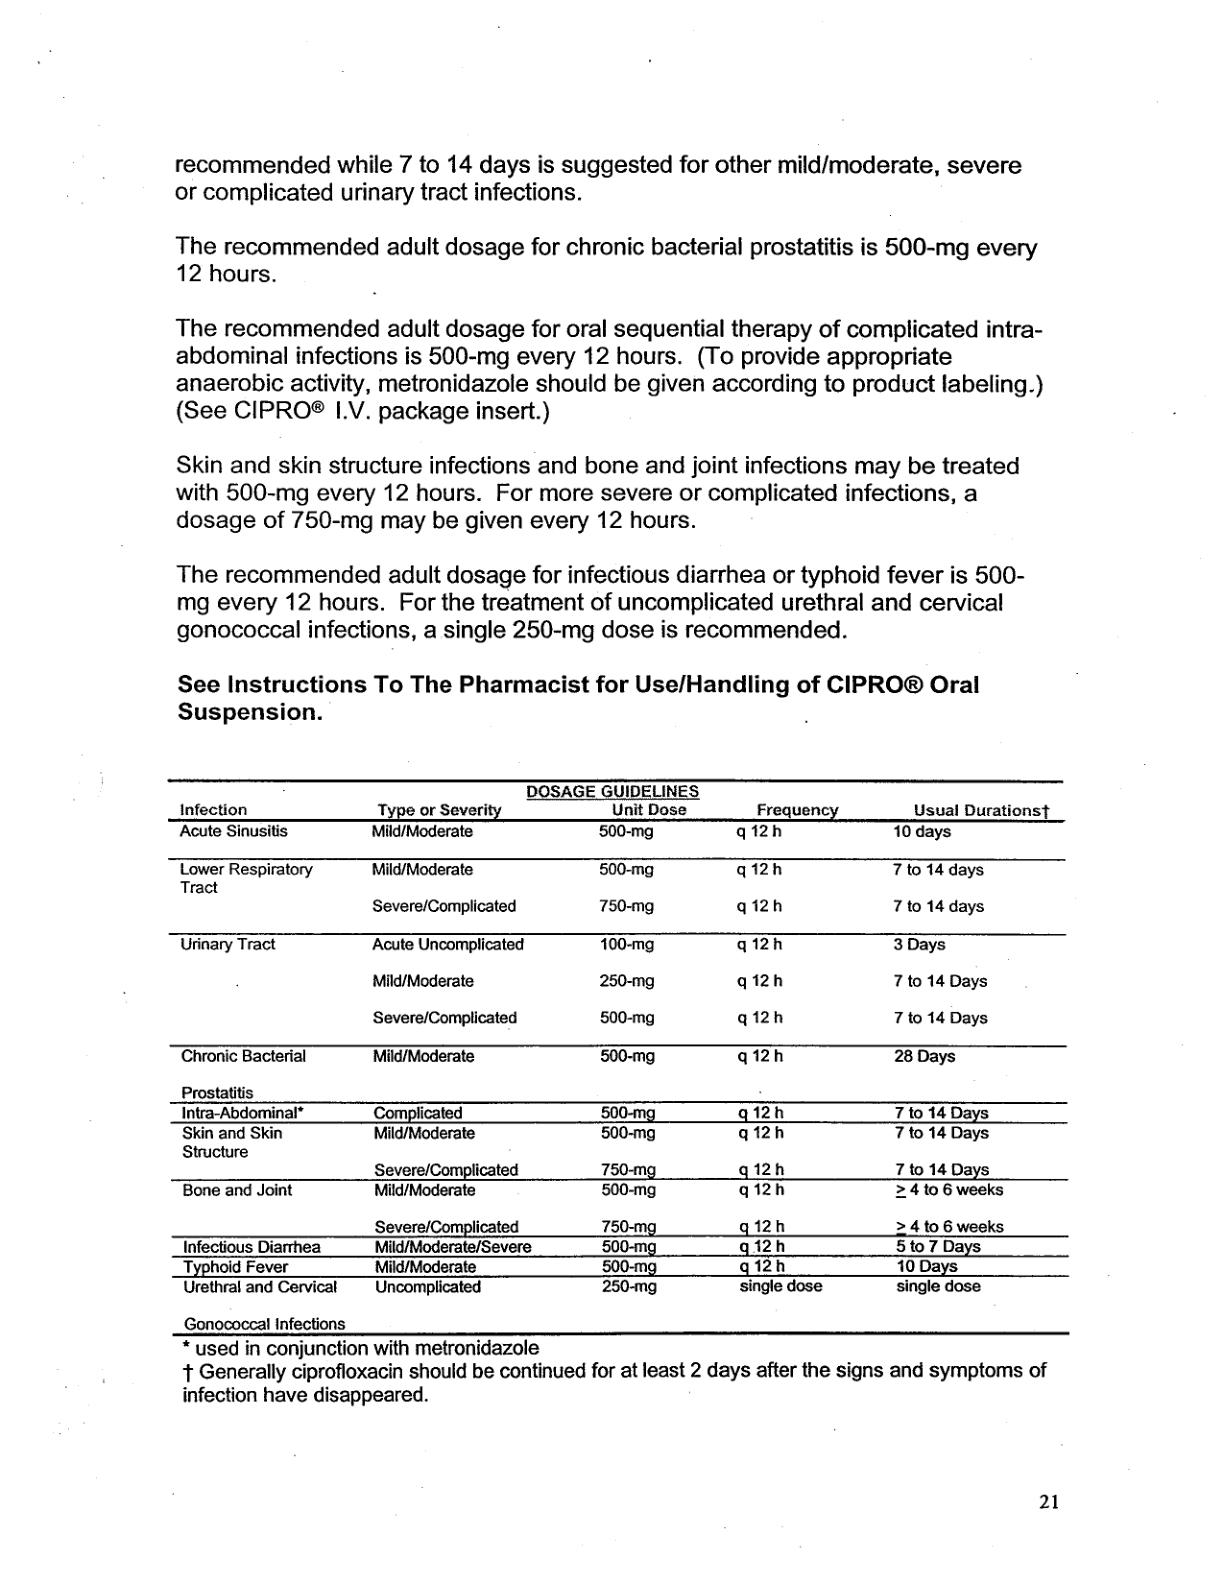 recommended while 7 to 14 days is suggested for other mild/moderate, severe
or complicated urinary tract infections.
The recommended adult dosage for chronic bacterial prostatitis is 500-mg every
12 hours.
The recommended adult dosage for oral sequential therapy of complicated intra-
abdominal infections is 500-mg every 12 hours. (To provide appropriate
anaerobic activity, metronidazole should be given according to product labeling.)
(See CIPRO® I.V. package insert.)
Skin and skin structure infections and bone and joint infections may be treated
with 500-mg every 12 hours. For more severe or complicated infections, a
dosage of 750-mg may be given every 12 hours.
The recommended adult dosage for infectious diarrhea or typhoid fever is 500-
mg every 12 hours. For the treatment of uncomplicated urethral and cervical
gonococcal infections, a single 250-mg dose is recommended.
See Instructions To The Pharmacist for Use/Handling of CIPRO® Oral
Suspension.
DOSAGE GUIDELINES
Infection Type or Severity Unit Dose Frequency Usual Durations†
Acute Sinusitis Mild/Moderate 500-mg q 12 h 10 days
Lower Respiratory Mild/Moderate 500-mg q 12 h 7 to 14 days
Tract
Severe/Complicated 750-mg q 12 h 7 to 14 days
Urinary Tract Acute Uncomplicated 100-mg q 12 h 3 Days
Mild/Moderate 250-mg q 12 h 7 to 14 Days
Severe/Complicated 500-mg q 12 h 7 to 14 Days
Chronic Bacterial Mild/Moderate 500-mg q 12 h 28 Days
Prostatitis
Intra-Abdominal* Complicated 500-mg q 12 h 7 to 14 Days
Skin and Skin Mild/Moderate 500-mg q 12 h 7 to 14 Days
Structure
Severe/Complicated 750-mg q 12 h 7 to 14 Days
Bone and Joint Mild/Moderate 500-mg q 12 h ≥ 4 to 6 weeks
Severe/Complicated 750-mg q 12 h ≥ 4 to 6 weeks
Infectious Diarrhea Mild/Moderate/Severe 500-mg q 12 h 5 to 7 Days
Typhoid Fever Mild/Moderate 500-mg q 12 h 10 Days
Urethral and Cervical Uncomplicated 250-mg single dose single dose
Gonococcal Infections
* used in conjunction with metronidazole
† Generally ciprofloxacin should be continued for at least 2 days after the signs and symptoms of
infection have disappeared.
21